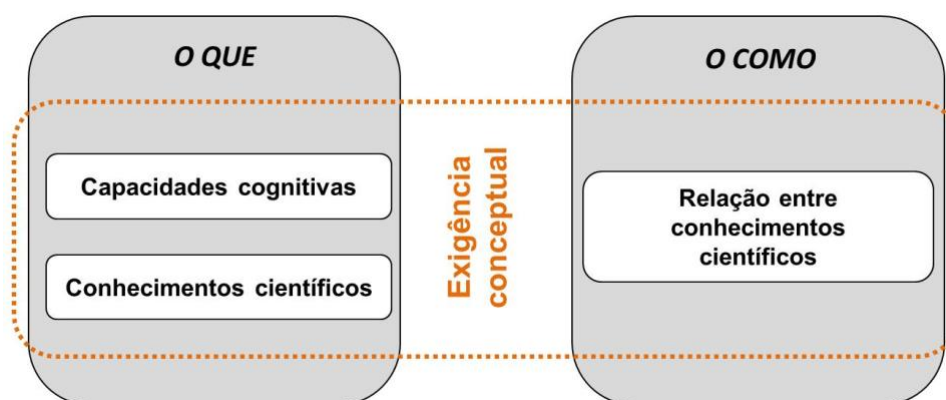 O QUE
Capacidades cognitivas
Conhecimentos científicos
Exigência
conceptual
O COMO
Relação entre
conhecimentos
científicos